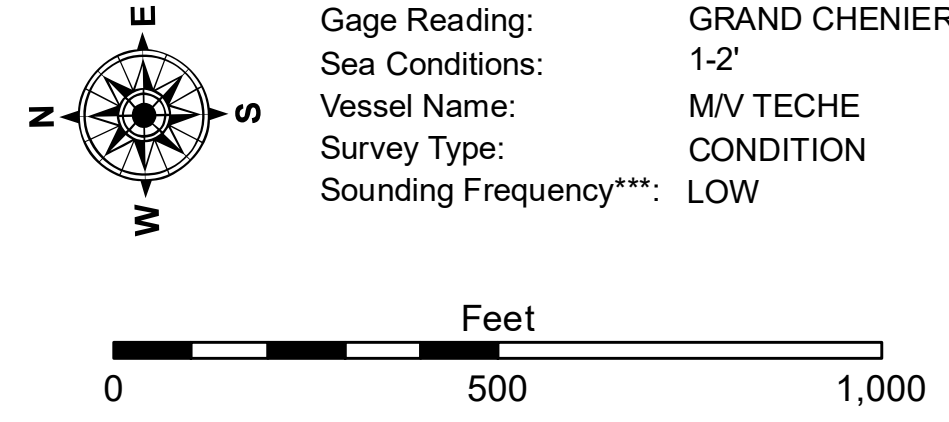 E
N
S
W
Gage Reading: GRAND CHENIER
Sea Conditions: 1-2'
Vessel Name: M/V TECHE
Survey Type: CONDITION
Sounding Frequency***: LOW
Feet
0 500 1,000